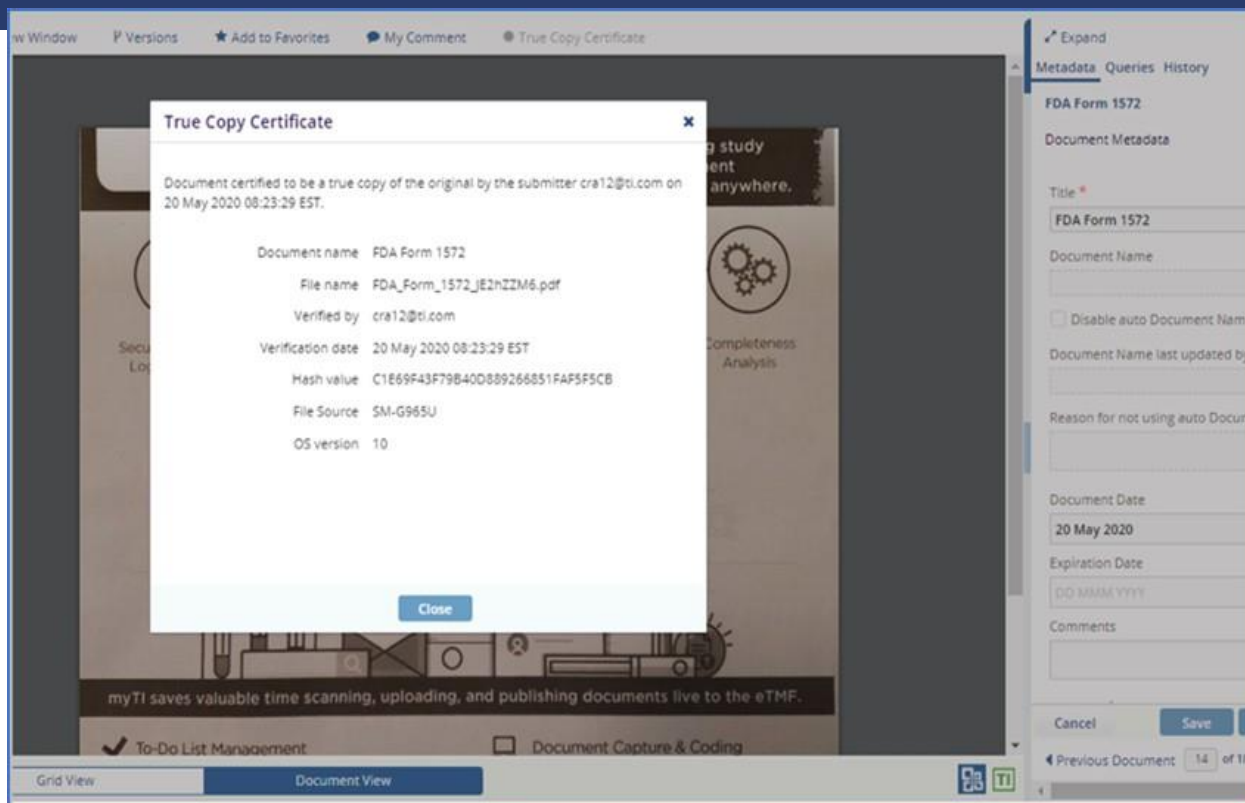 w Window Versions Add to Favorites My Comment True Copy Certificate
Expand
Metadata Queries History
FDA Form 1572
Document Metadata
Title *
FDA Form 1572
Document Name
Disable auto Document Nam
Document Name last updated by
Reason for not using auto Docum
Document Date
20 May 2020
Expiration Date
DD MMM YYYY
Comments
Cancel Save
Previous Document 14 of 1
True Copy Certificate
Document certified to be a true copy of the original by the submitter cra12@ti.com on
20 May 2020 08:23:29 EST.
Document name FDA Form 1572
File name FDA_Form_1572_JE2hZZM6.pdf
Verified by cra12@ti.com
Verification date 20 May 2020 08:23:29 EST
Hash value C1E69F43F79B40D889266851FAF5F5CB
File Source SM-G965U
OS version 10
Close
g study
ent
anywhere.
Secu
Log
Completeness
Analysis
myTI saves valuable time scanning, uploading, and publishing documents live to the eTMF.
To-Do List Management Document Capture & Coding
Grid View Document View
TI